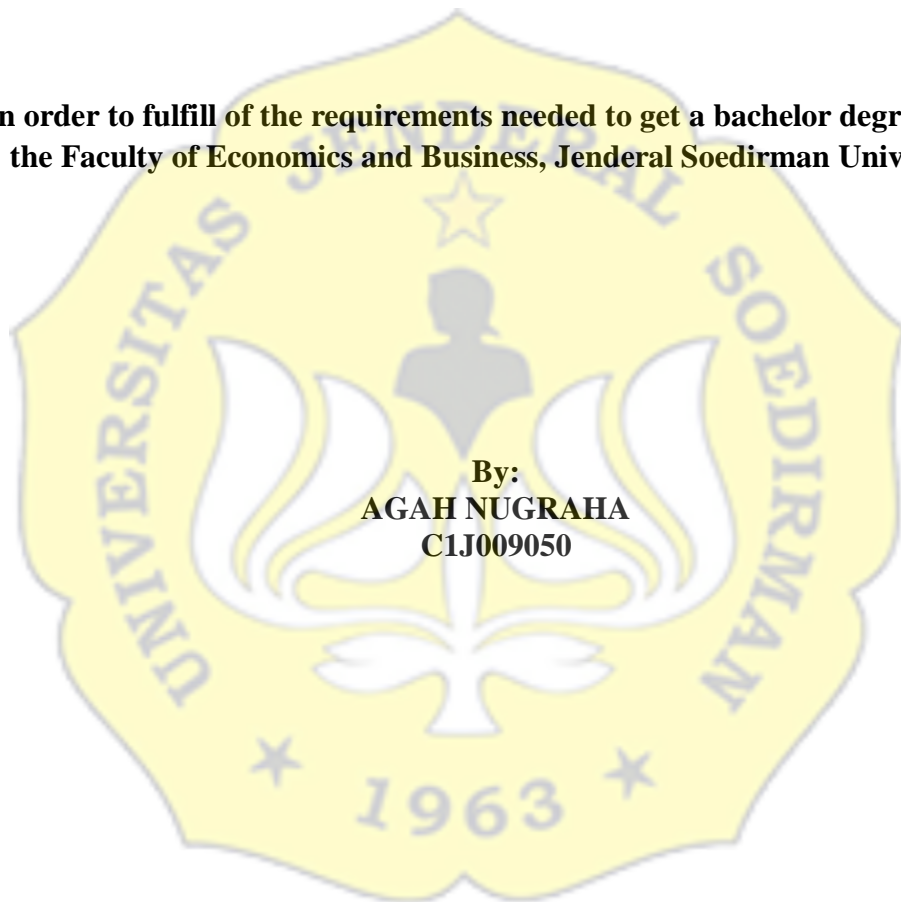 n order to fulfill of the requirements needed to get a bachelor degr
the Faculty of Economics and Business, Jenderal Soedirman Univ
UNIVERSITAS JENDERAL SOEDIRMAN
By:
AGAH NUGRAHA
C1J009050
1963